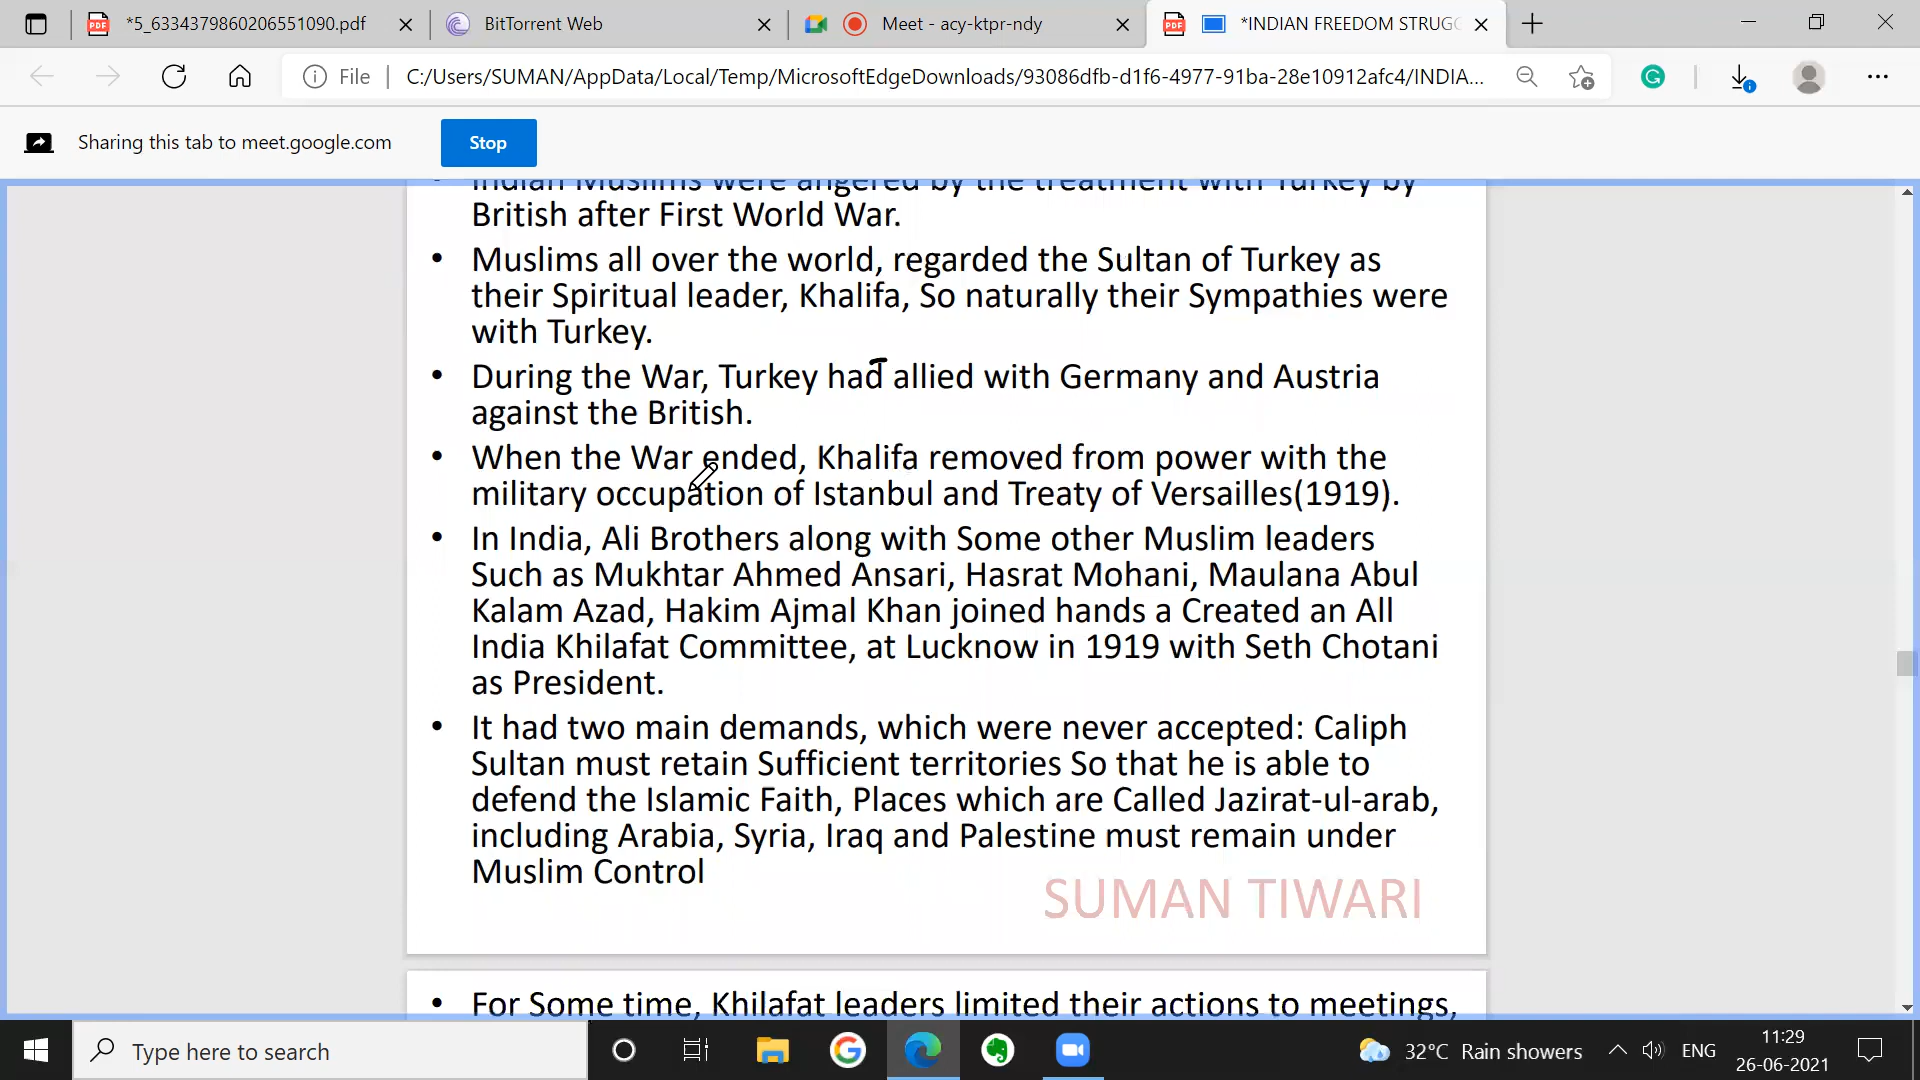 *5_6334379860206551090.pdf
BitTorrent Web
Meet - acy-ktpr-ndy
*INDIAN FREEDOM STRUGG
File
C:/Users/SUMAN/AppData/Local/Temp/MicrosoftEdgeDownloads/93086dfb-d1f6-4977-91ba-28e10912afc4/INDIA...
Sharing this tab to meet.google.com
Stop
Indian Muslims were angered by the treatment with Turkey by
British after First World War.
• Muslims all over the world, regarded the Sultan of Turkey as
their Spiritual leader, Khalifa, So naturally their Sympathies were
with Turkey.
• During the War, Turkey had allied with Germany and Austria
against the British.
• When the War ended, Khalifa removed from power with the
military occupation of Istanbul and Treaty of Versailles(1919).
• In India, Ali Brothers along with Some other Muslim leaders
Such as Mukhtar Ahmed Ansari, Hasrat Mohani, Maulana Abul
Kalam Azad, Hakim Ajmal Khan joined hands a Created an All
India Khilafat Committee, at Lucknow in 1919 with Seth Chotani
as President.
• It had two main demands, which were never accepted: Caliph
Sultan must retain Sufficient territories So that he is able to
defend the Islamic Faith, Places which are Called Jazirat-ul-arab,
including Arabia, Syria, Iraq and Palestine must remain under
Muslim Control
SUMAN TIWARI
• For Some time, Khilafat leaders limited their actions to meetings,
Type here to search
32°C Rain showers
ENG
11:29
26-06-2021